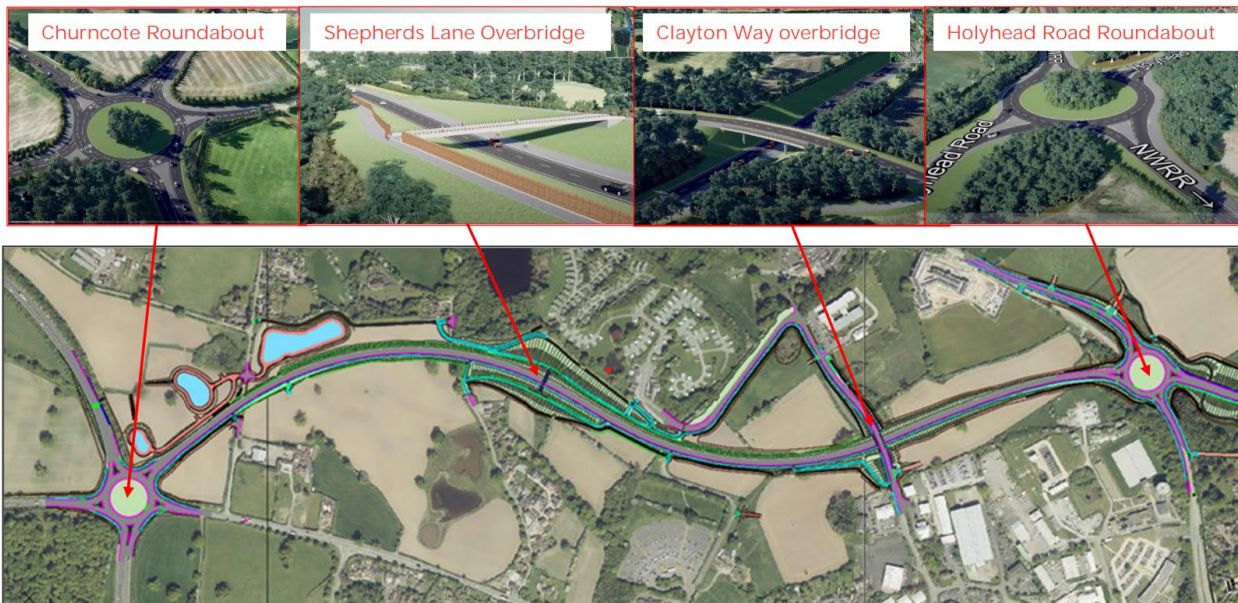 Churncote Roundabout
Shepherds Lane Overbridge
Clayton Way overbridge
Holyhead Road Roundabout
NWRR